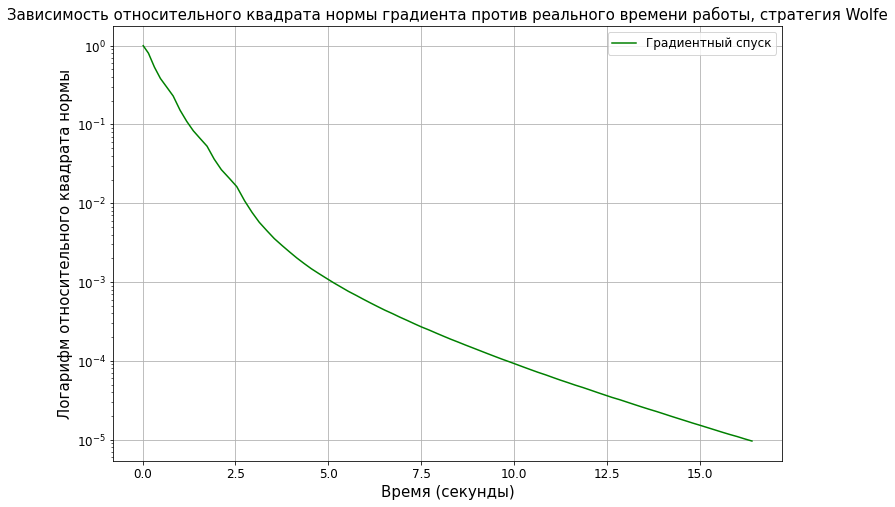 Зависимость относительного квадрата нормы градиента против реального времени работы, стратегия Wolfe
Градиентный спуск
Логарифм относительного квадрата нормы
10⁰
10⁻¹
10⁻²
10⁻³
10⁻⁴
10⁻⁵
0.0 2.5 5.0 7.5 10.0 12.5 15.0
Время (секунды)